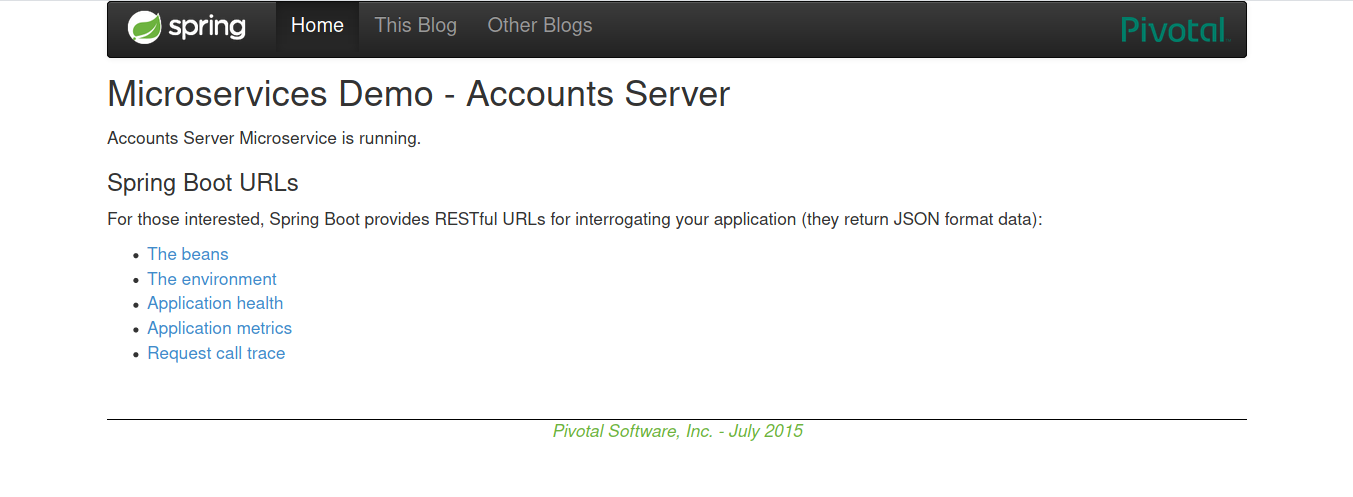 spring Home This Blog Other Blogs Pivotal
Microservices Demo - Accounts Server
Accounts Server Microservice is running.
Spring Boot URLs
For those interested, Spring Boot provides RESTful URLs for interrogating your application (they return JSON format data):
The beans
The environment
Application health
Application metrics
Request call trace
Pivotal Software, Inc. - July 2015